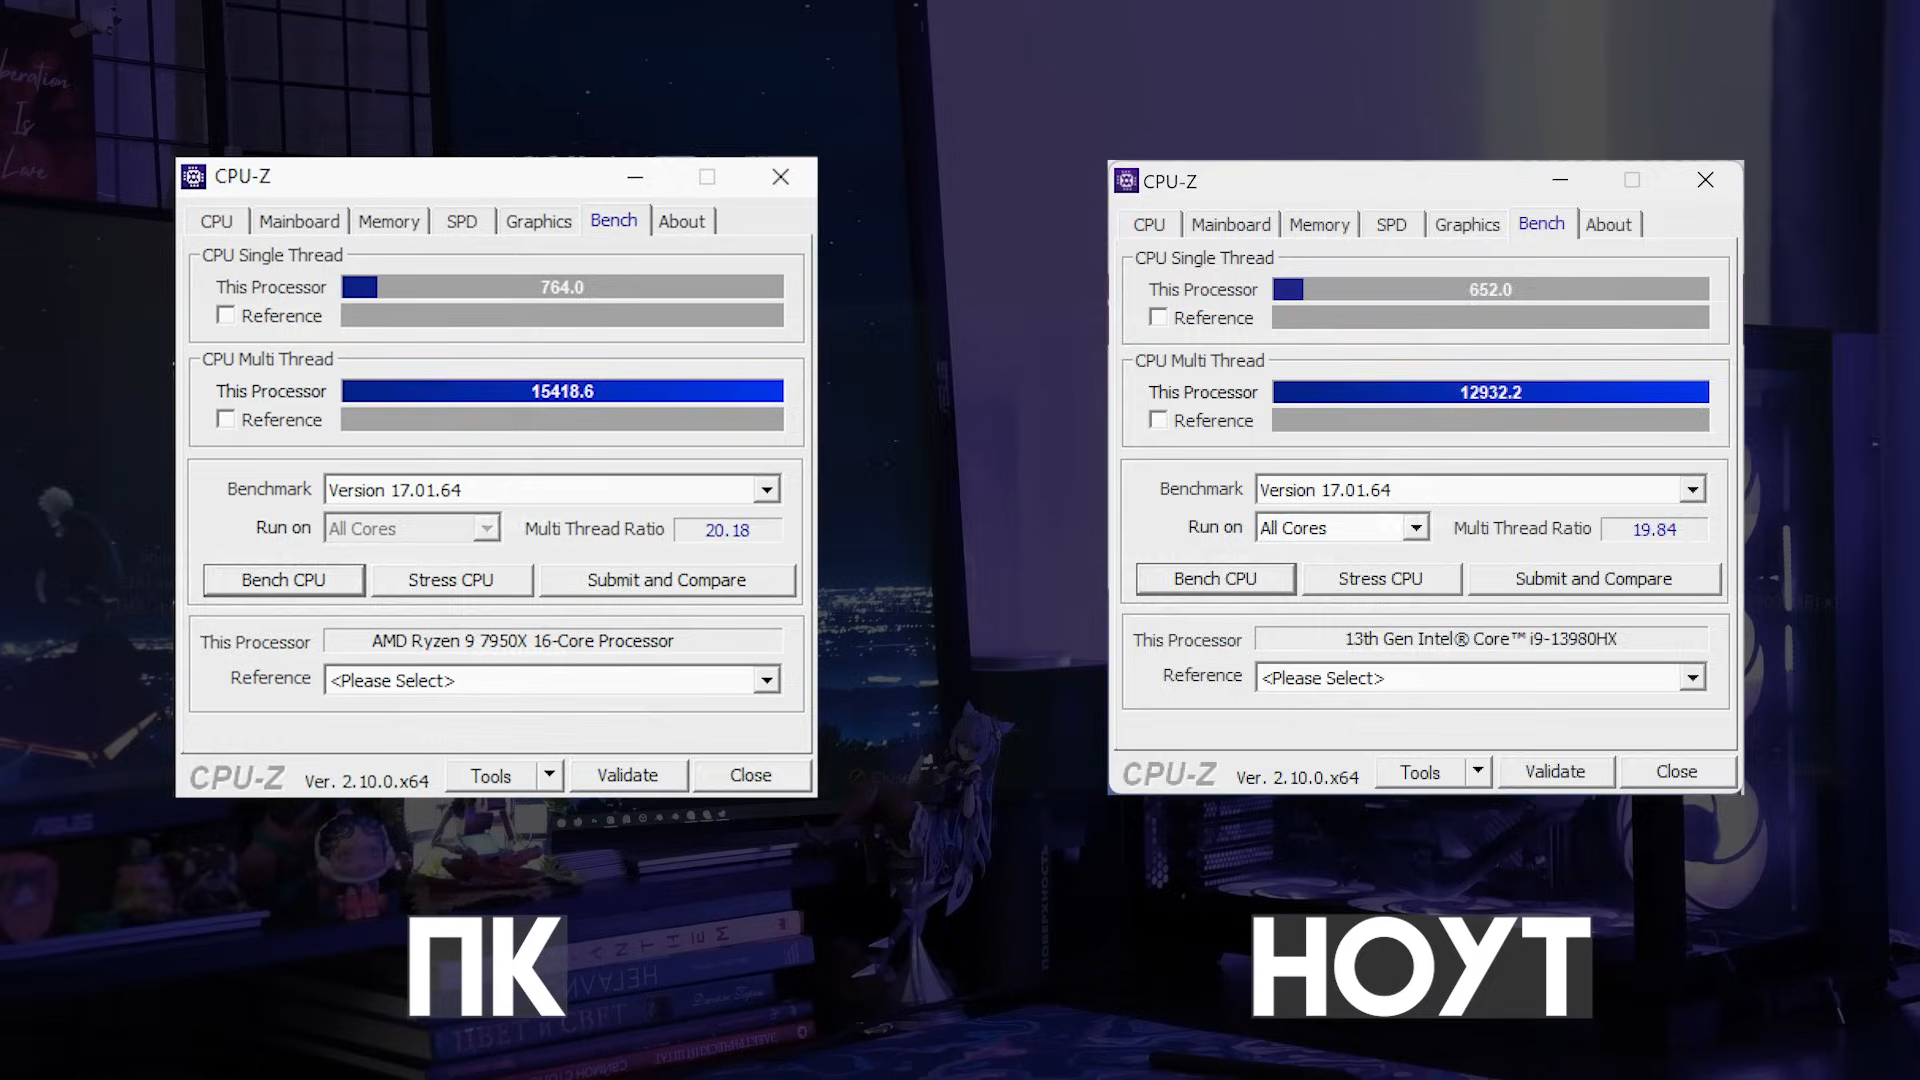 Is
Love
CPU-Z
CPU Mainboard Memory SPD Graphics Bench About
CPU Single Thread
This Processor 764.0
Reference
CPU Multi Thread
This Processor 15418.6
Reference
Benchmark Version 17.01.64
Run on All Cores Multi Thread Ratio 20.18
Bench CPU Stress CPU Submit and Compare
This Processor AMD Ryzen 9 7950X 16-Core Processor
Reference <Please Select>
CPU-Z Ver. 2.10.0.x64 Tools Validate Close
CPU-Z
CPU Mainboard Memory SPD Graphics Bench About
CPU Single Thread
This Processor 652.0
Reference
CPU Multi Thread
This Processor 12932.2
Reference
Benchmark Version 17.01.64
Run on All Cores Multi Thread Ratio 19.84
Bench CPU Stress CPU Submit and Compare
This Processor 13th Gen Intel® Core™ i9-13980HX
Reference <Please Select>
CPU-Z Ver. 2.10.0.x64 Tools Validate Close
ПК
НОУТ
ANTHEM
ЦВЕТ И СВЕТ
ПОВЕРХНОСТЬ